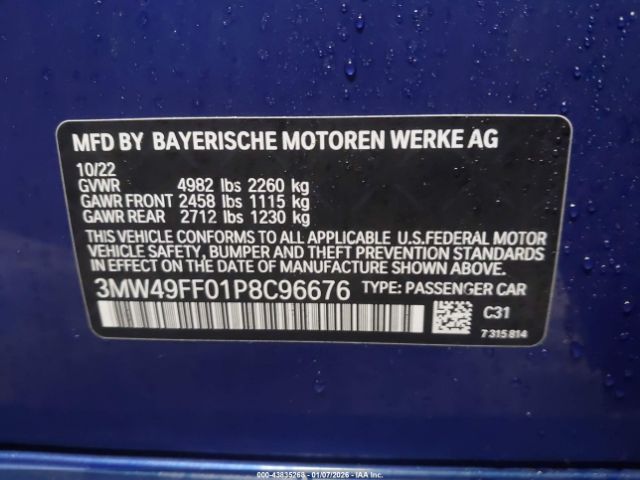 MFD BY BAYERISCHE MOTOREN WERKE AG
10/22
GVWR 4982 lbs 2260 kg
GAWR FRONT 2458 lbs 1115 kg
GAWR REAR 2712 lbs 1230 kg
THIS VEHICLE CONFORMS TO ALL APPLICABLE U.S.FEDERAL MOTOR
VEHICLE SAFETY, BUMPER AND THEFT PREVENTION STANDARDS
IN EFFECT ON THE DATE OF MANUFACTURE SHOWN ABOVE.
3MW49FF01P8C96676 TYPE: PASSENGER CAR
C31
7 315 814
000-43835268 - 01/07/2026 - IAA Inc.